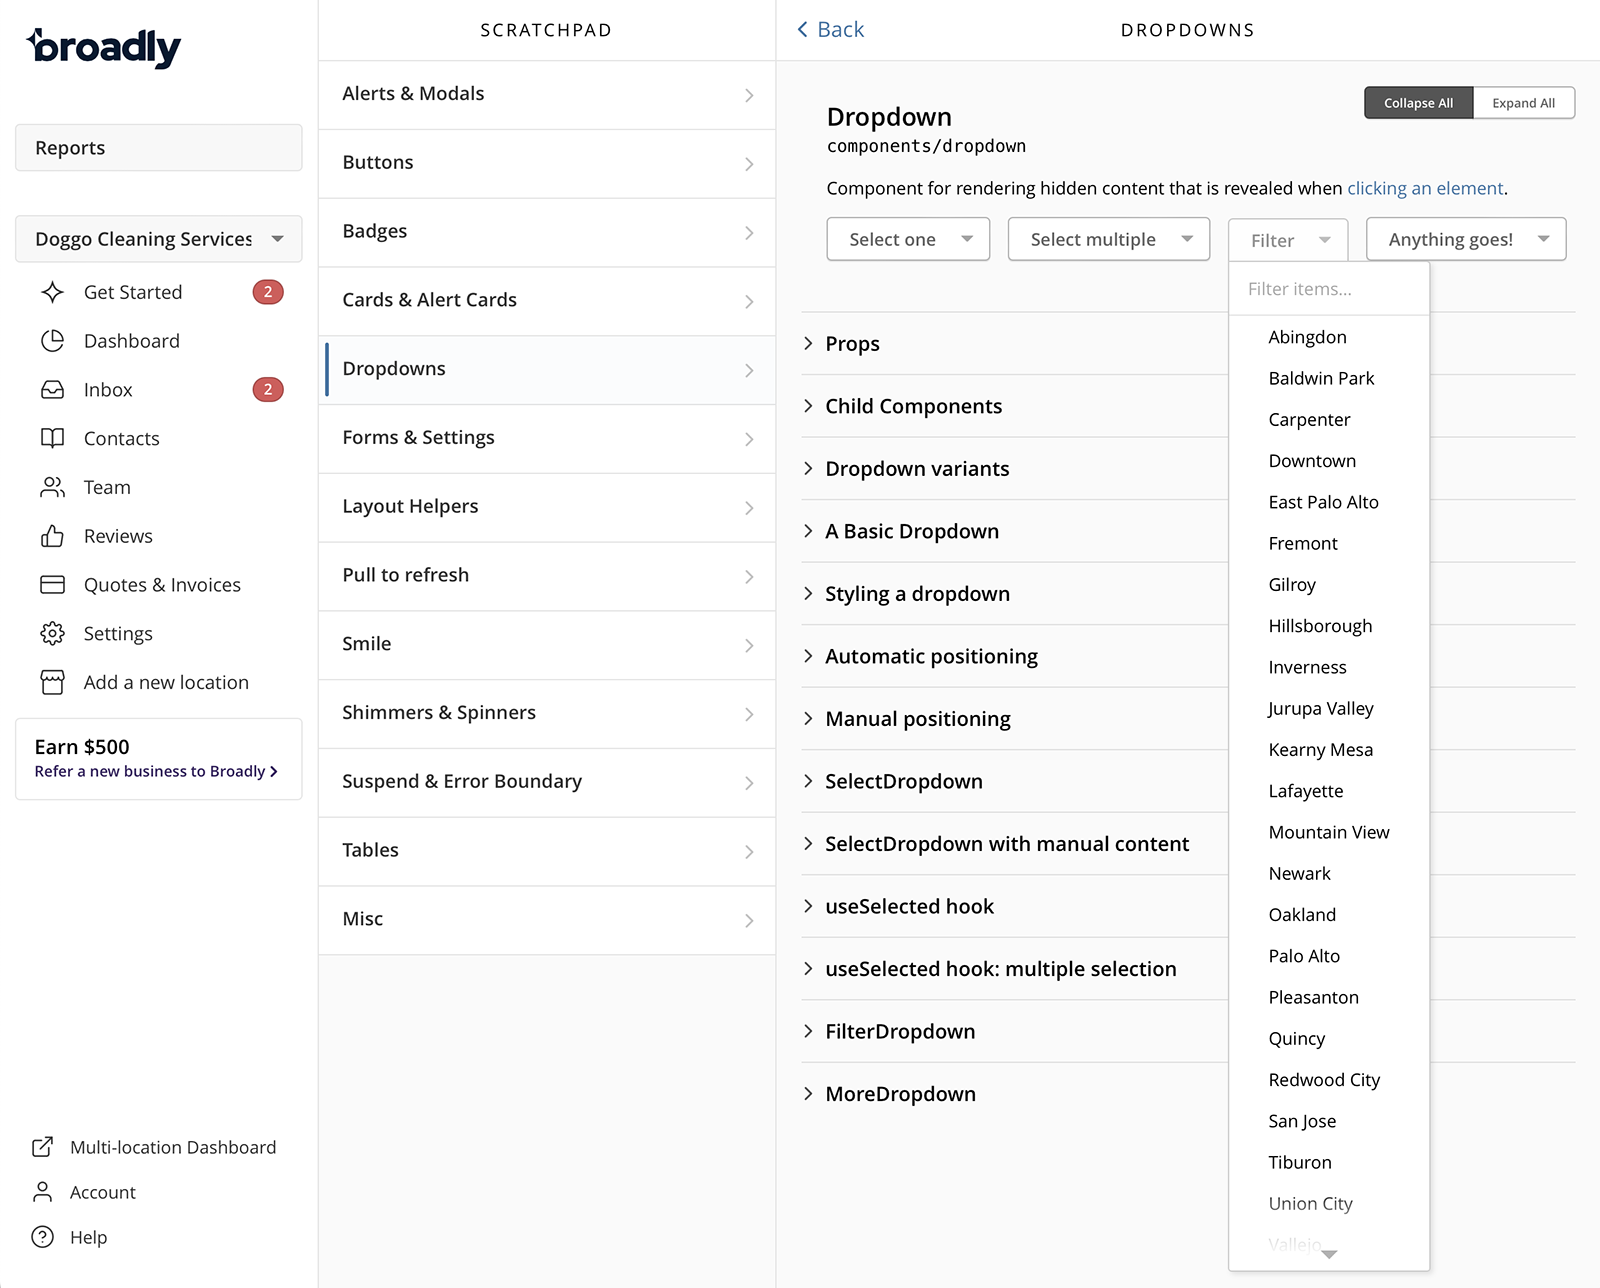 broadly
Reports
Doggo Cleaning Services
Get Started 2
Dashboard
Inbox 2
Contacts
Team
Reviews
Quotes & Invoices
Settings
Add a new location
Earn $500
Refer a new business to Broadly
Multi-location Dashboard
Account
Help
SCRATCHPAD
Alerts & Modals
Buttons
Badges
Cards & Alert Cards
Dropdowns
Forms & Settings
Layout Helpers
Pull to refresh
Smile
Shimmers & Spinners
Suspend & Error Boundary
Tables
Misc
Back
DROPDOWNS
Collapse All Expand All
Dropdown
components/dropdown
Component for rendering hidden content that is revealed when clicking an element.
Select one Select multiple Filter Anything goes!
Props
Child Components
Dropdown variants
A Basic Dropdown
Styling a dropdown
Automatic positioning
Manual positioning
SelectDropdown
SelectDropdown with manual content
useSelected hook
useSelected hook: multiple selection
FilterDropdown
MoreDropdown
Filter items...
Abingdon
Baldwin Park
Carpenter
Downtown
East Palo Alto
Fremont
Gilroy
Hillsborough
Inverness
Jurupa Valley
Kearny Mesa
Lafayette
Mountain View
Newark
Oakland
Palo Alto
Pleasanton
Quincy
Redwood City
San Jose
Tiburon
Union City
Vallejo